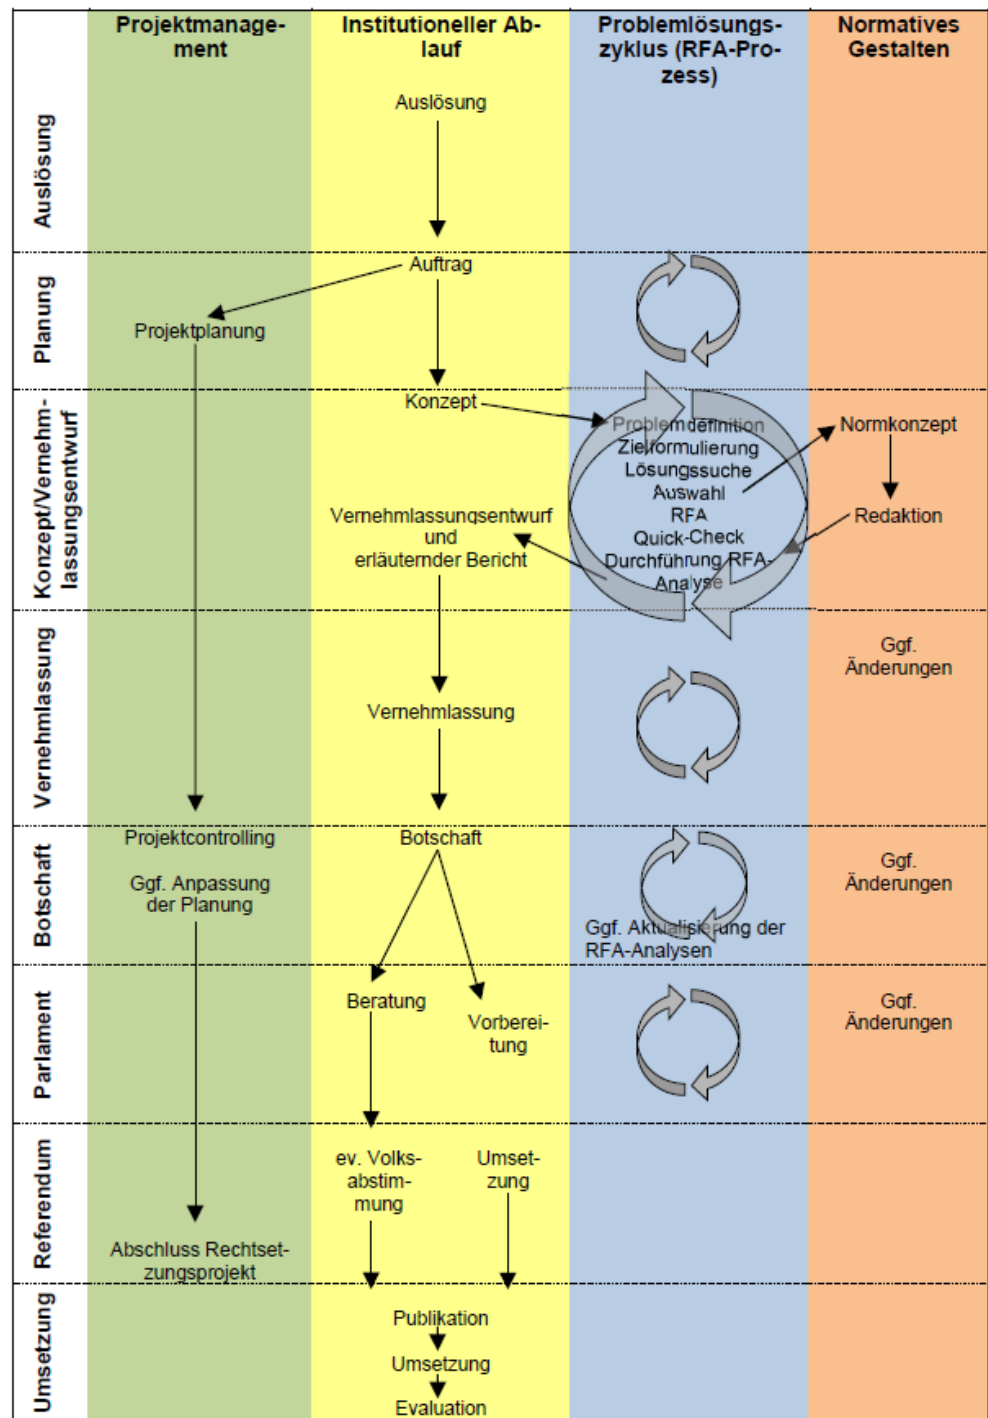 Projektmanage-
ment
Institutioneller Ab-
lauf
Problemlösungs-
zyklus (RFA-Pro-
zess)
Normatives
Gestalten
Auslösung
Auslösung
Planung
Auftrag
Projektplanung
Konzept/Vernehm-
lassungsentwurf
Konzept
Problemdefinition
Zielformulierung
Lösungssuche
Auswahl
RFA
Quick-Check
Durchführung RFA-
Analyse
Normkonzept
Redaktion
Vernehmlassungsentwurf
und
erläuternder Bericht
Vernehmlassung
Vernehmlassung
Ggf.
Änderungen
Botschaft
Projektcontrolling
Ggf. Anpassung
der Planung
Botschaft
Ggf. Aktualisierung der
RFA-Analysen
Ggf.
Änderungen
Parlament
Beratung
Vorberei-
tung
Ggf.
Änderungen
Referendum
Abschluss Rechtset-
zungsprojekt
ev. Volks-
abstim-
mung
Umset-
zung
Umsetzung
Publikation
Umsetzung
Evaluation